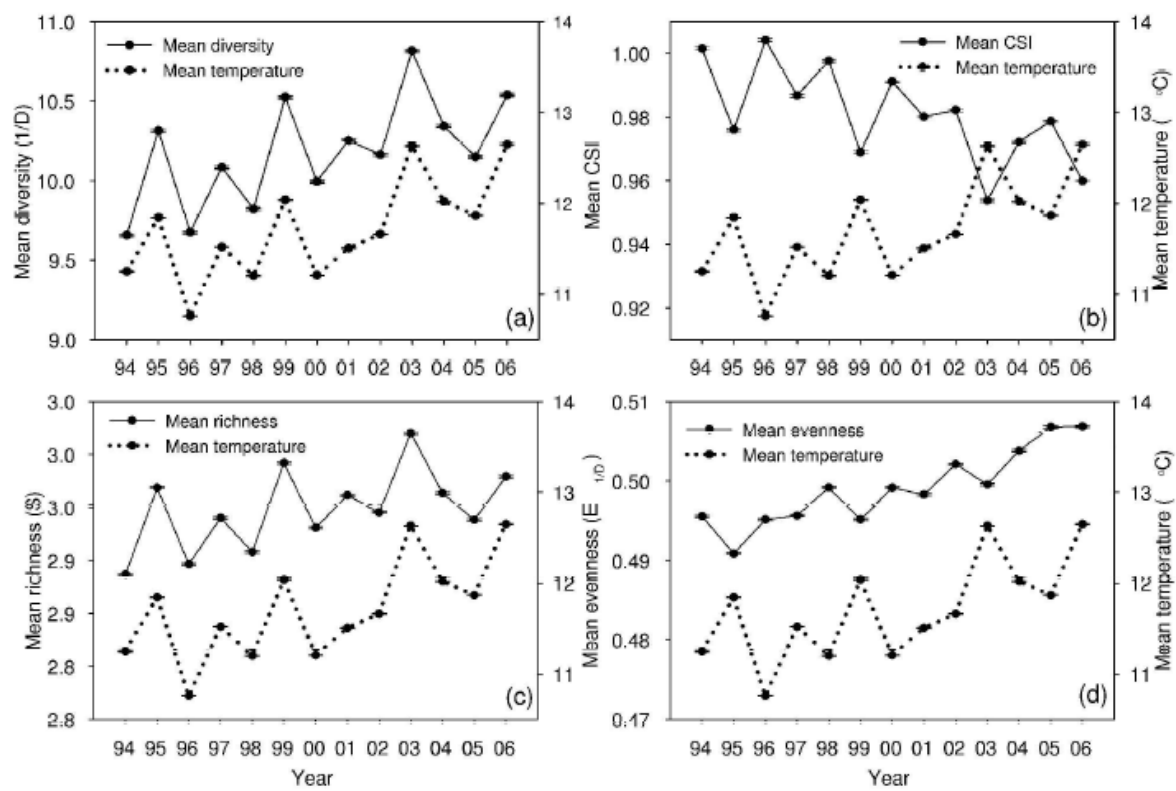 11.0
10.5
10.0
9.5
9.0
Mean diversity (1/D)
Mean diversity
Mean temperature
14
13
12
11
(a)
94 95 96 97 98 99 00 01 02 03 04 05 06
1.00
0.98
0.96
0.94
0.92
Mean CSI
Mean CSI
Mean temperature
14
13
12
11
Mean temperature (°C)
(b)
94 95 96 97 98 99 00 01 02 03 04 05 06
3.0
3.0
3.0
2.9
2.9
2.8
2.8
Mean richness (S)
Mean richness
Mean temperature
14
13
12
11
(c)
94 95 96 97 98 99 00 01 02 03 04 05 06
Year
0.51
0.50
0.49
0.48
0.47
Mean evenness (E 1/D)
Mean evenness
Mean temperature
14
13
12
11
Mean temperature (°C)
(d)
94 95 96 97 98 99 00 01 02 03 04 05 06
Year